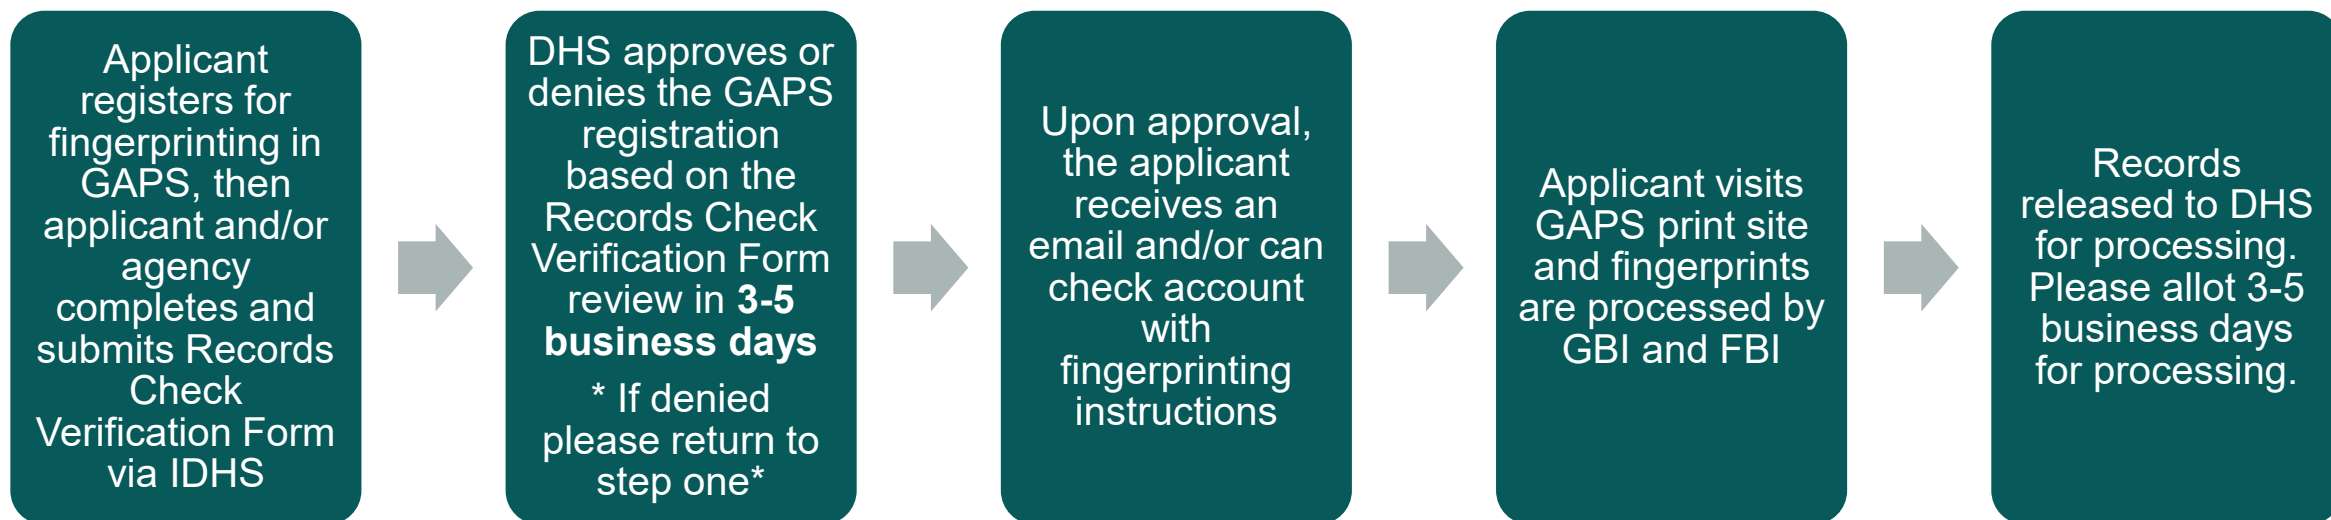 Applicant
registers for
fingerprinting in
GAPS, then
applicant and/or
agency
completes and
submits Records
Check
Verification Form
via IDHS
DHS approves or
denies the GAPS
registration
based on the
Records Check
Verification Form
review in 3-5
business days
* If denied
please return to
step one*
Upon approval,
the applicant
receives an
email and/or can
check account
with
fingerprinting
instructions
Applicant visits
GAPS print site
and fingerprints
are processed by
GBI and FBI
Records
released to DHS
for processing.
Please allot 3-5
business days
for processing.